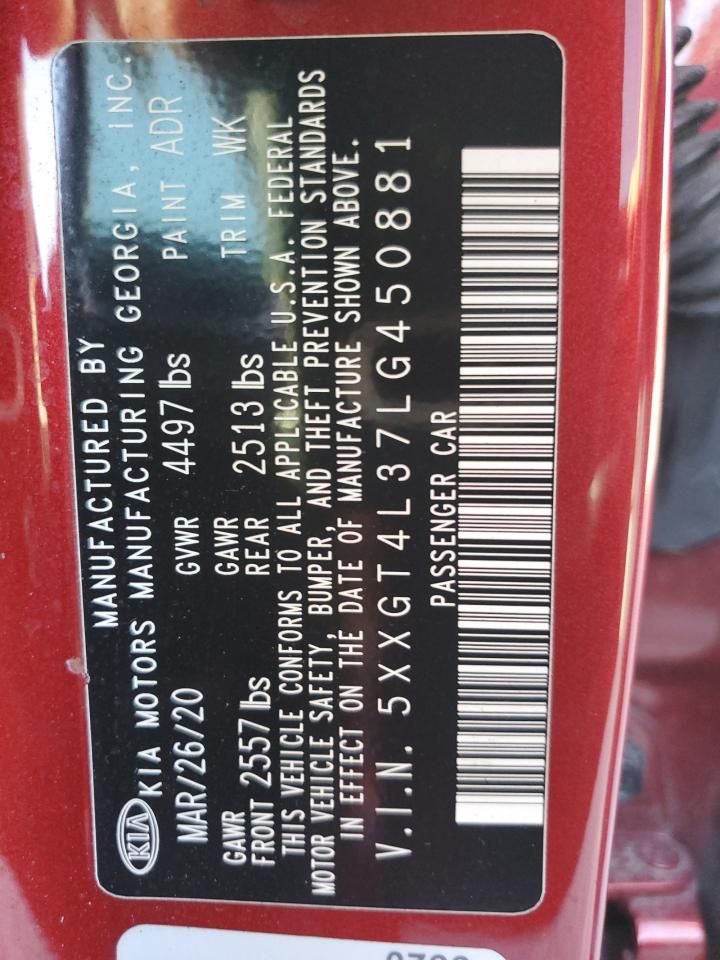 MANUFACTURED BY
KIA KIA MOTORS MANUFACTURING GEORGIA, INC.
MAR/26/20 GVWR 4497 lbs PAINT ADR
GAWR FRONT 2557 lbs GAWR REAR 2513 lbs TRIM WK
THIS VEHICLE CONFORMS TO ALL APPLICABLE U.S.A. FEDERAL
MOTOR VEHICLE SAFETY, BUMPER, AND THEFT PREVENTION STANDARDS
IN EFFECT ON THE DATE OF MANUFACTURE SHOWN ABOVE.
V.I.N. 5XXGT4L37LG450881
PASSENGER CAR